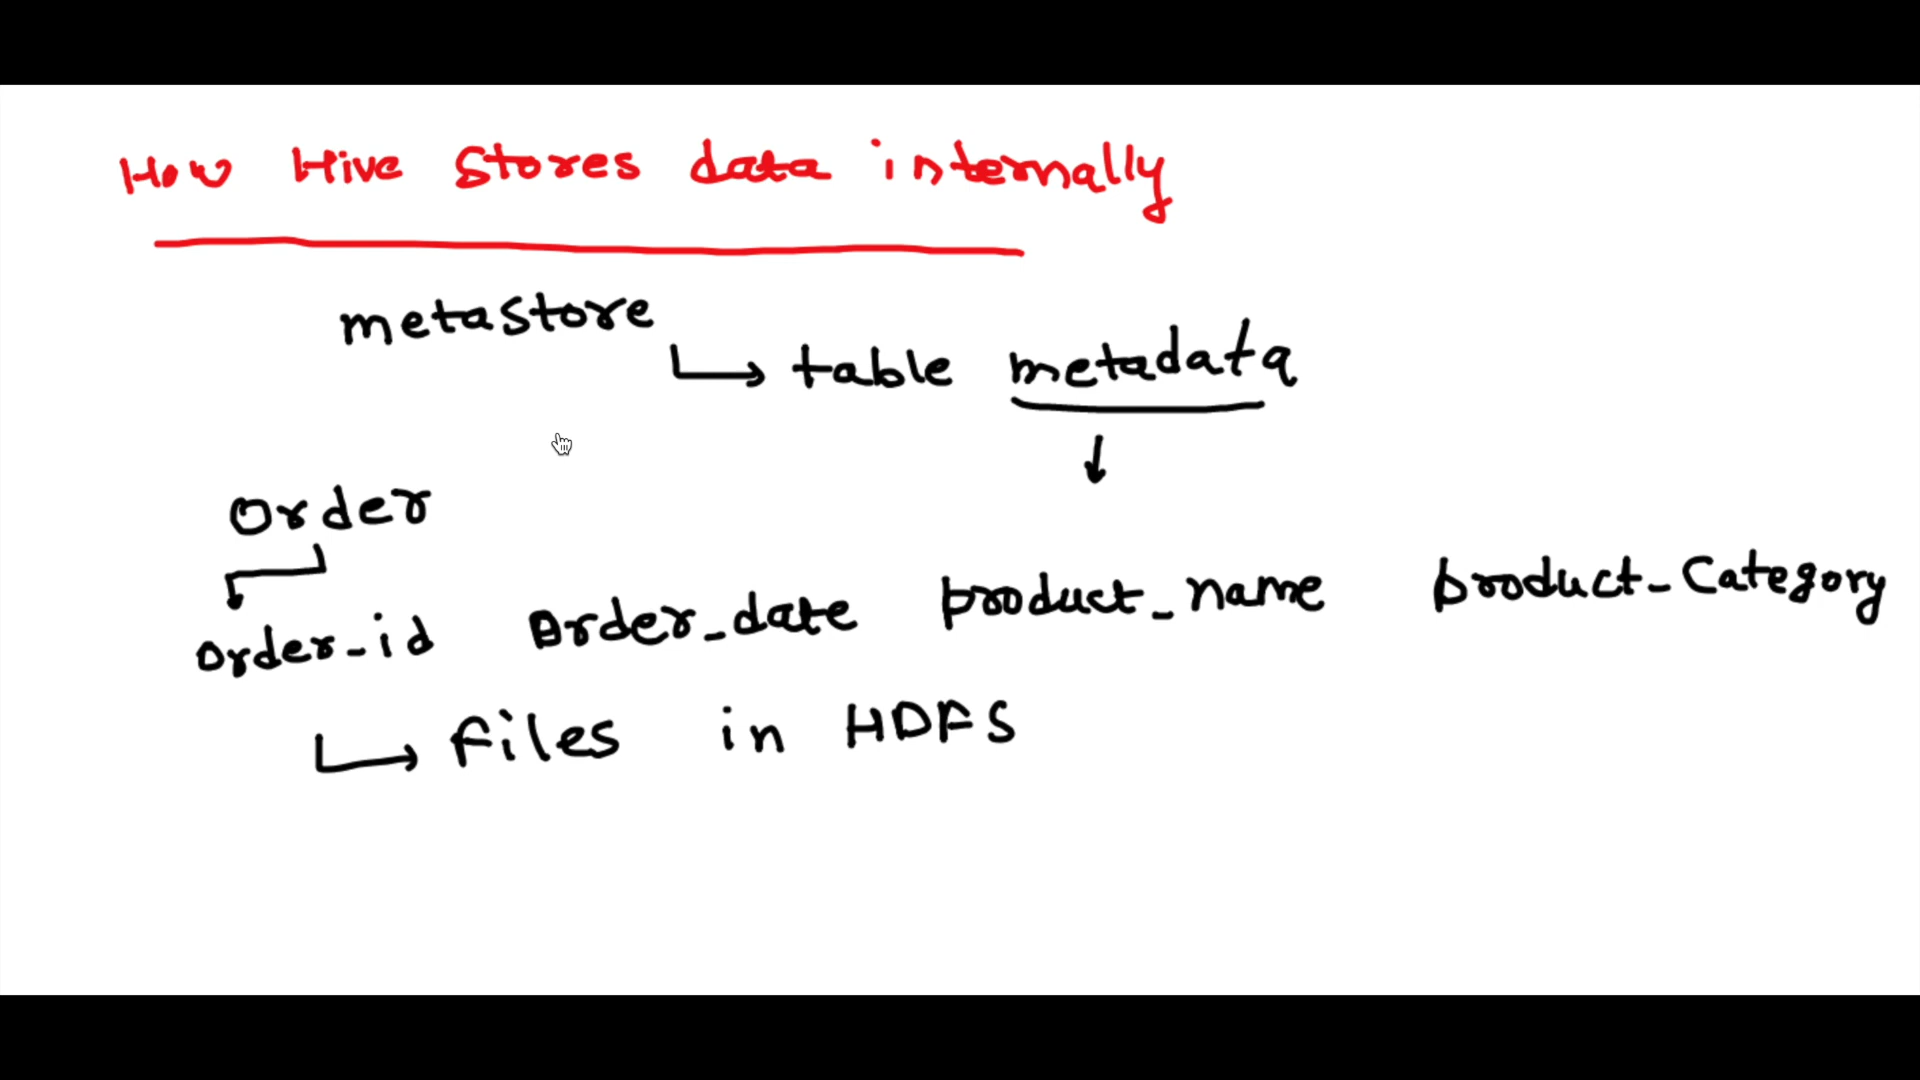 How Hive Stores data internally
metastore
↳ table metadata
↓
Order
order_id Order_date product_name product_Category
↳ files in HDFS